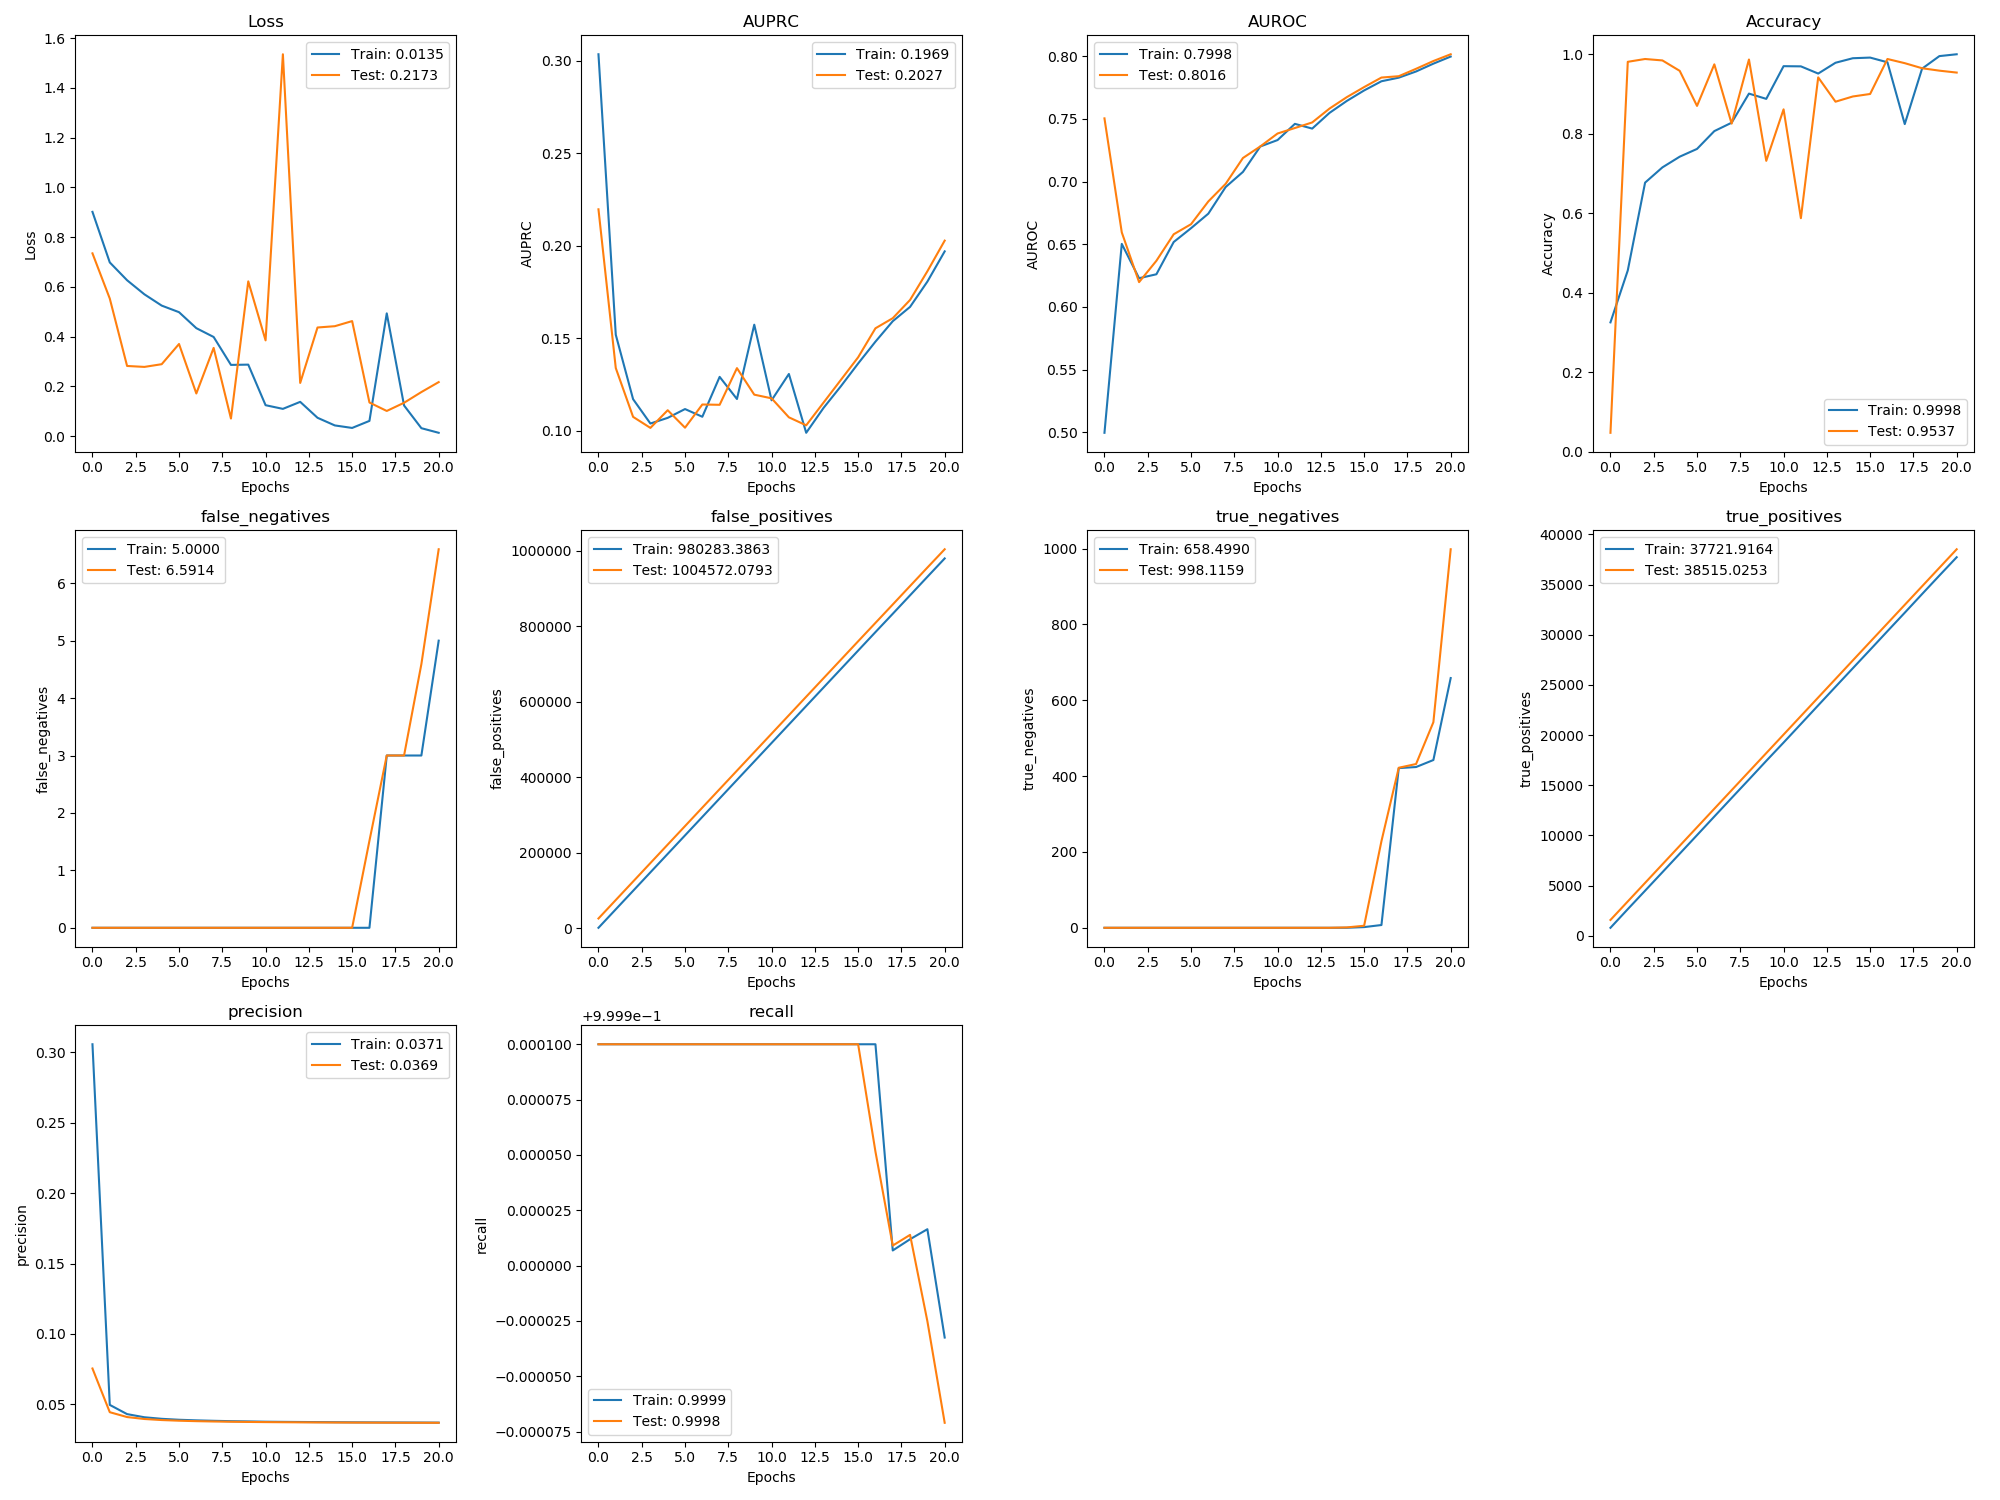 Loss
Train: 0.0135
Test: 0.2173
1.6
1.4
1.2
1.0
0.8
0.6
0.4
0.2
0.0
Loss
0.0 2.5 5.0 7.5 10.0 12.5 15.0 17.5 20.0
Epochs
AUPRC
Train: 0.1969
Test: 0.2027
0.30
0.25
0.20
0.15
0.10
AUPRC
0.0 2.5 5.0 7.5 10.0 12.5 15.0 17.5 20.0
Epochs
AUROC
Train: 0.7998
Test: 0.8016
0.80
0.75
0.70
0.65
0.60
0.55
0.50
AUROC
0.0 2.5 5.0 7.5 10.0 12.5 15.0 17.5 20.0
Epochs
Accuracy
1.0
0.8
0.6
0.4
0.2
0.0
Accuracy
Train: 0.9998
Test: 0.9537
0.0 2.5 5.0 7.5 10.0 12.5 15.0 17.5 20.0
Epochs
false_negatives
Train: 5.0000
Test: 6.5914
6
5
4
3
2
1
0
false_negatives
0.0 2.5 5.0 7.5 10.0 12.5 15.0 17.5 20.0
Epochs
false_positives
Train: 980283.3863
Test: 1004572.0793
1000000
800000
600000
400000
200000
0
false_positives
0.0 2.5 5.0 7.5 10.0 12.5 15.0 17.5 20.0
Epochs
true_negatives
Train: 658.4990
Test: 998.1159
1000
800
600
400
200
0
true_negatives
0.0 2.5 5.0 7.5 10.0 12.5 15.0 17.5 20.0
Epochs
true_positives
Train: 37721.9164
Test: 38515.0253
40000
35000
30000
25000
20000
15000
10000
5000
0
true_positives
0.0 2.5 5.0 7.5 10.0 12.5 15.0 17.5 20.0
Epochs
precision
Train: 0.0371
Test: 0.0369
0.30
0.25
0.20
0.15
0.10
0.05
precision
0.0 2.5 5.0 7.5 10.0 12.5 15.0 17.5 20.0
Epochs
recall
+9.999e−1
0.000100
0.000075
0.000050
0.000025
0.000000
−0.000025
−0.000050
−0.000075
recall
Train: 0.9999
Test: 0.9998
0.0 2.5 5.0 7.5 10.0 12.5 15.0 17.5 20.0
Epochs